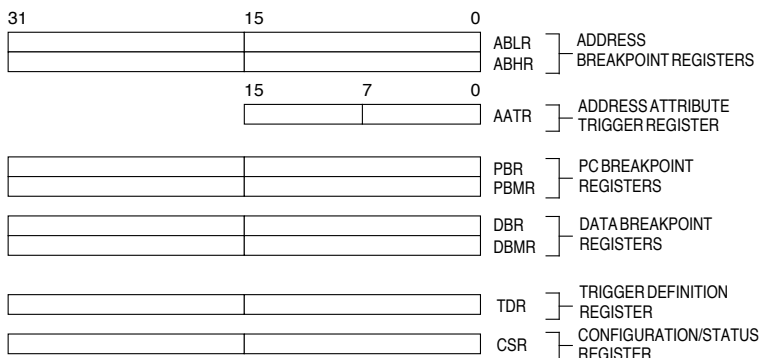 31 15 0
ABLR ADDRESS
ABHR BREAKPOINT REGISTERS
15 7 0
AATR ADDRESS ATTRIBUTE
TRIGGER REGISTER
PBR PC BREAKPOINT
PBMR REGISTERS
DBR DATA BREAKPOINT
DBMR REGISTERS
TRIGGER DEFINITION
TDR REGISTER
CONFIGURATION/STATUS
CSR REGISTER